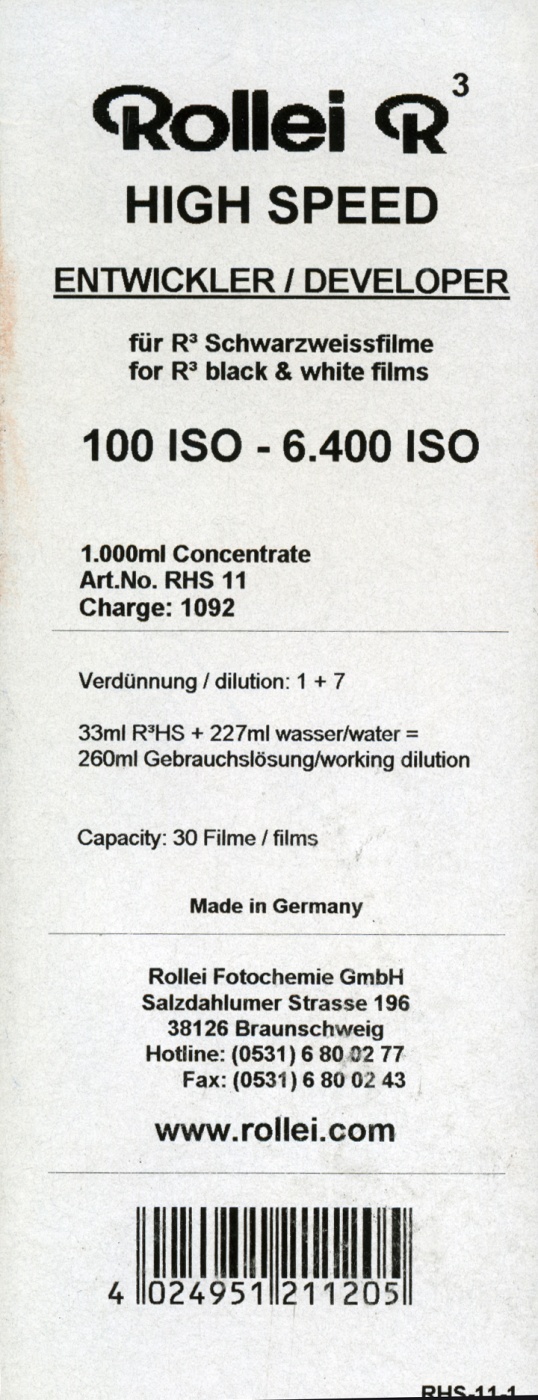 Rollei R³
HIGH SPEED
ENTWICKLER / DEVELOPER
für R³ Schwarzweissfilme
for R³ black & white films
100 ISO - 6.400 ISO
1.000ml Concentrate
Art.No. RHS 11
Charge: 1092
Verdünnung / dilution: 1 + 7
33ml R³HS + 227ml wasser/water =
260ml Gebrauchslösung/working dilution
Capacity: 30 Filme / films
Made in Germany
Rollei Fotochemie GmbH
Salzdahlumer Strasse 196
38126 Braunschweig
Hotline: (0531) 6 80 02 77
Fax: (0531) 6 80 02 43
www.rollei.com
4 024951 211205
RHS-11-1